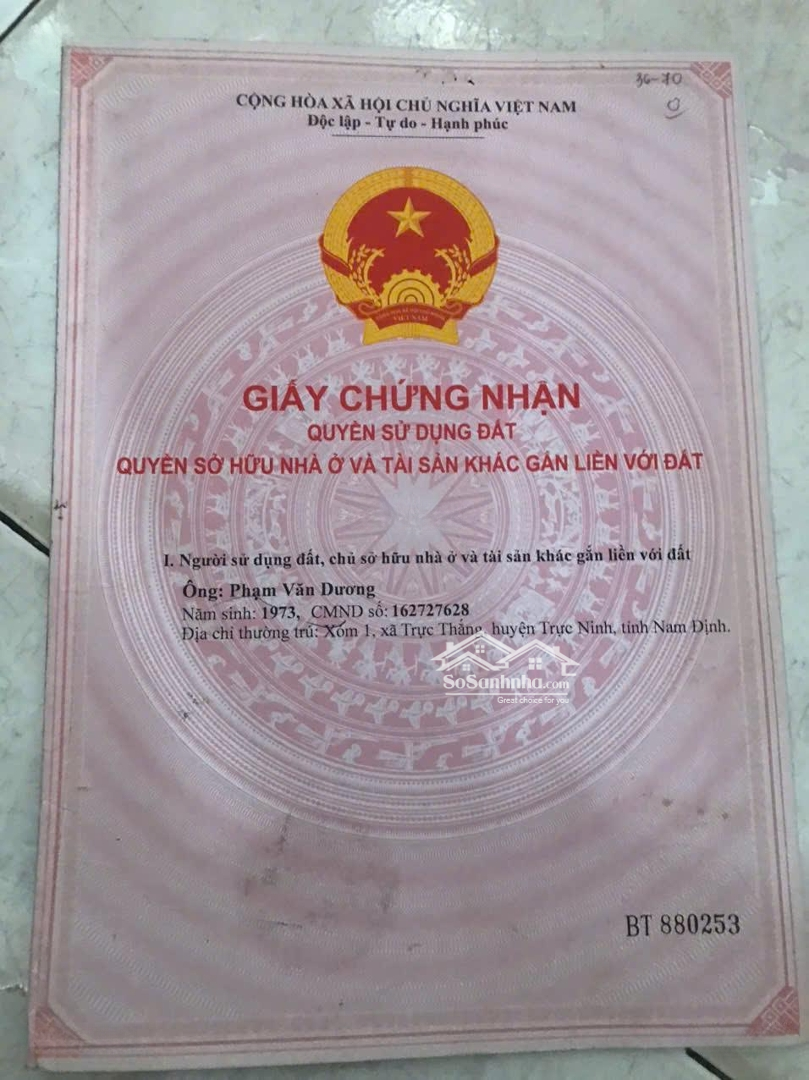 36-70
CỘNG HÒA XÃ HỘI CHỦ NGHĨA VIỆT NAM
Độc lập - Tự do - Hạnh phúc
VIỆT NAM
GIẤY CHỨNG NHẬN
QUYỀN SỬ DỤNG ĐẤT
QUYỀN SỞ HỮU NHÀ Ở VÀ TÀI SẢN KHÁC GẮN LIỀN VỚI ĐẤT
I. Người sử dụng đất, chủ sở hữu nhà ở và tài sản khác gắn liền với đất
Ông: Phạm Văn Dương
Năm sinh: 1973, CMND số: 162727628
Địa chỉ thường trú: Xóm 1, xã Trực Thắng, huyện Trực Ninh, tỉnh Nam Định.
SoSanhnha.com
Great choice for you
BT 880253